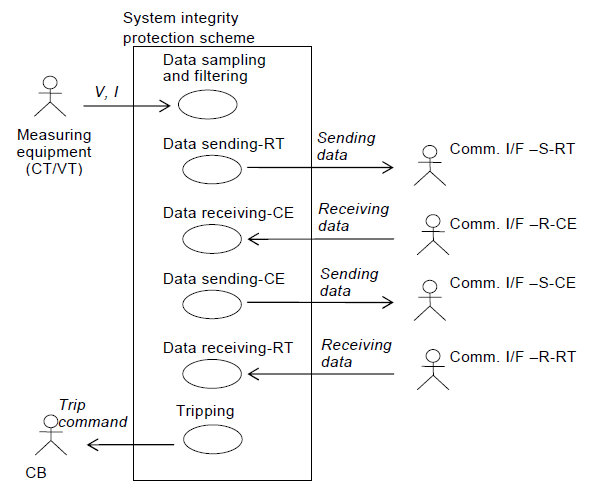 System integrity
protection scheme
Data sampling
and filtering
V, I
Measuring
equipment
(CT/VT)
Data sending-RT
Sending
data
Comm. I/F –S-RT
Data receiving-CE
Receiving
data
Comm. I/F –R-CE
Data sending-CE
Sending
data
Comm. I/F –S-CE
Data receiving-RT
Receiving
data
Comm. I/F –R-RT
Tripping
Trip
command
CB